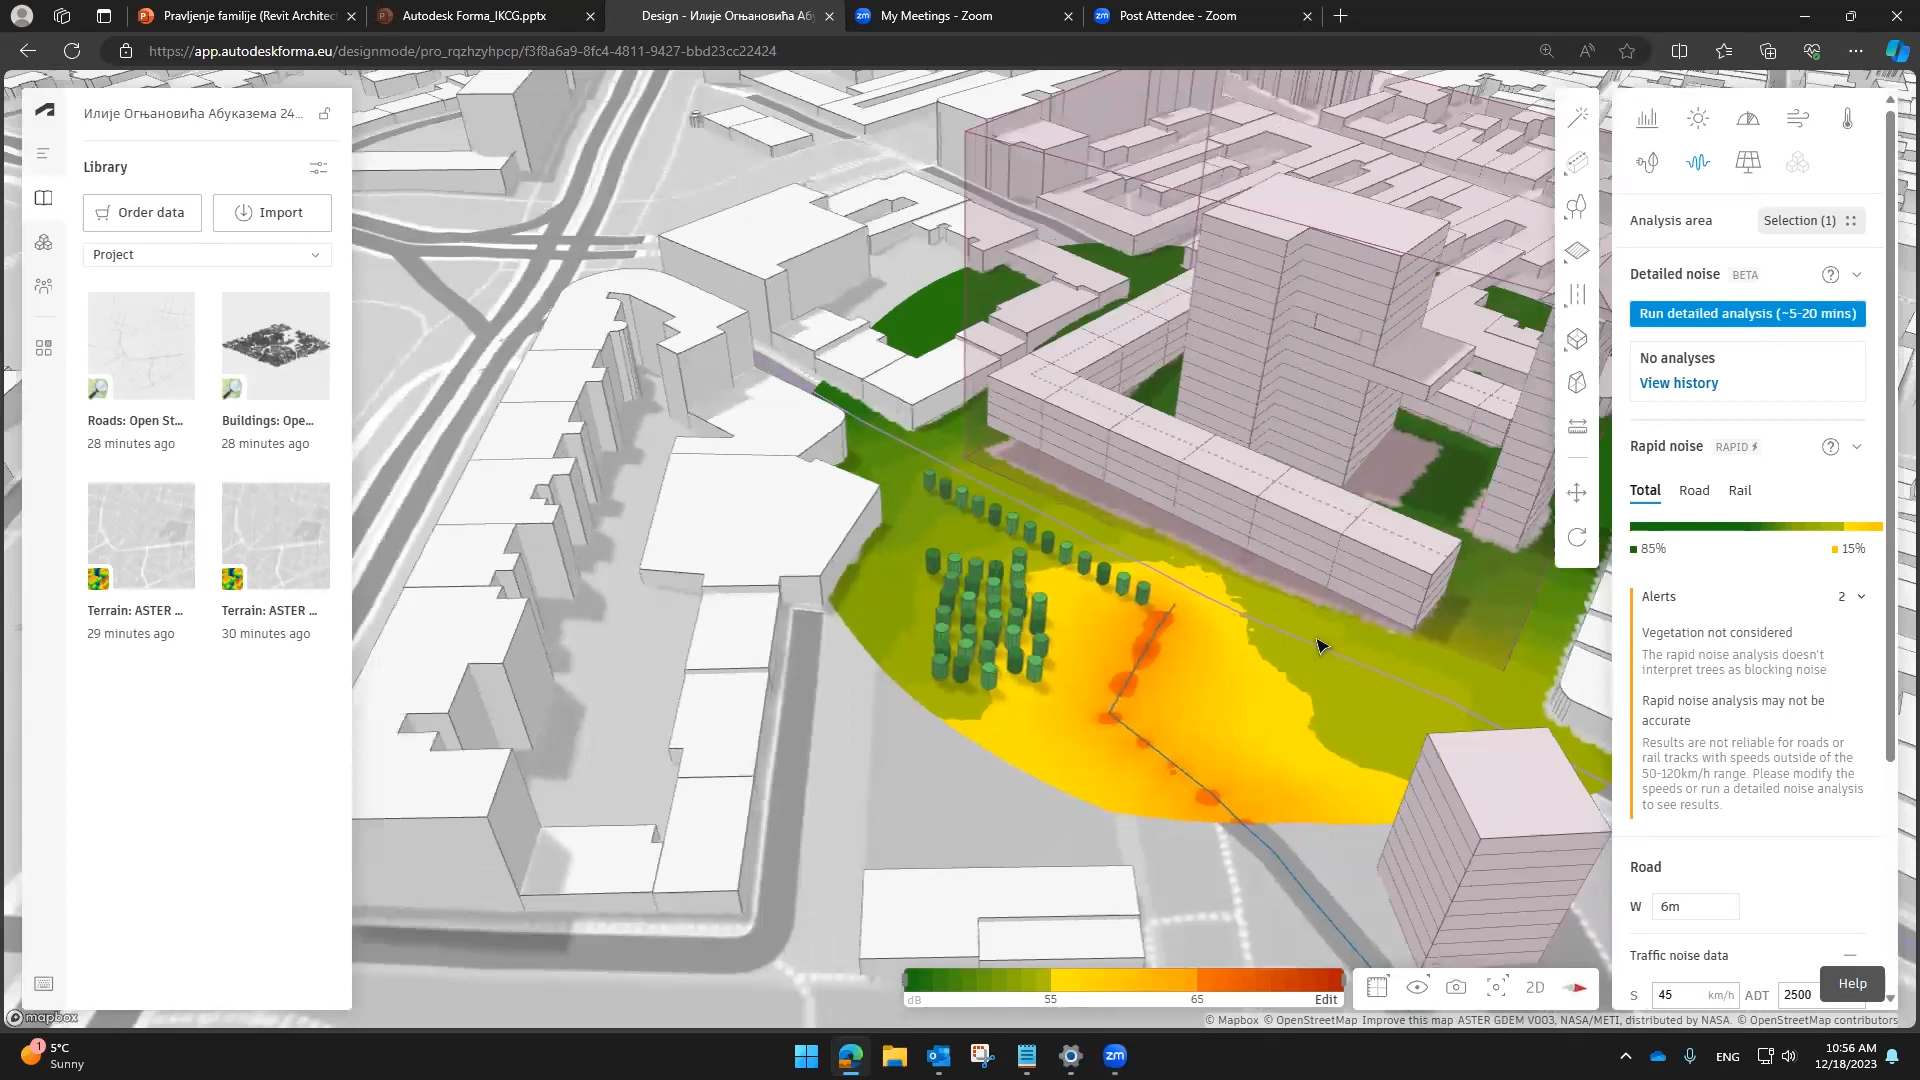 Pravljenje familije (Revit Architec
Autodesk Forma_IKCG.pptx
Design - Илије Огњановића Абу
My Meetings - Zoom
Post Attendee - Zoom
https://app.autodeskforma.eu/designmode/pro_rqzhzyhpcp/f3f8a6a9-8fc4-4811-9427-bbd23cc22424
Илије Огњановића Абуказема 24...
Library
Order data
Import
Project
Roads: Open St...
28 minutes ago
Buildings: Ope...
28 minutes ago
Terrain: ASTER ...
29 minutes ago
Terrain: ASTER ...
30 minutes ago
mapbox
dB
55
65
Edit
2D
Analysis area
Selection (1)
Detailed noise BETA
Run detailed analysis (~5-20 mins)
No analyses
View history
Rapid noise RAPID
Total Road Rail
85%
15%
Alerts
2
Vegetation not considered
The rapid noise analysis doesn't
interpret trees as blocking noise
Rapid noise analysis may not be
accurate
Results are not reliable for roads or
rail tracks with speeds outside of the
50-120km/h range. Please modify the
speeds or run a detailed noise analysis
to see results.
Road
W 6m
Traffic noise data
S 45 km/h ADT 2500
Help
© Mapbox © OpenStreetMap Improve this map ASTER GDEM V003, NASA/METI, distributed by NASA. © OpenStreetMap contributors
1
5°C
Sunny
zm
ENG
10:56 AM
12/18/2023